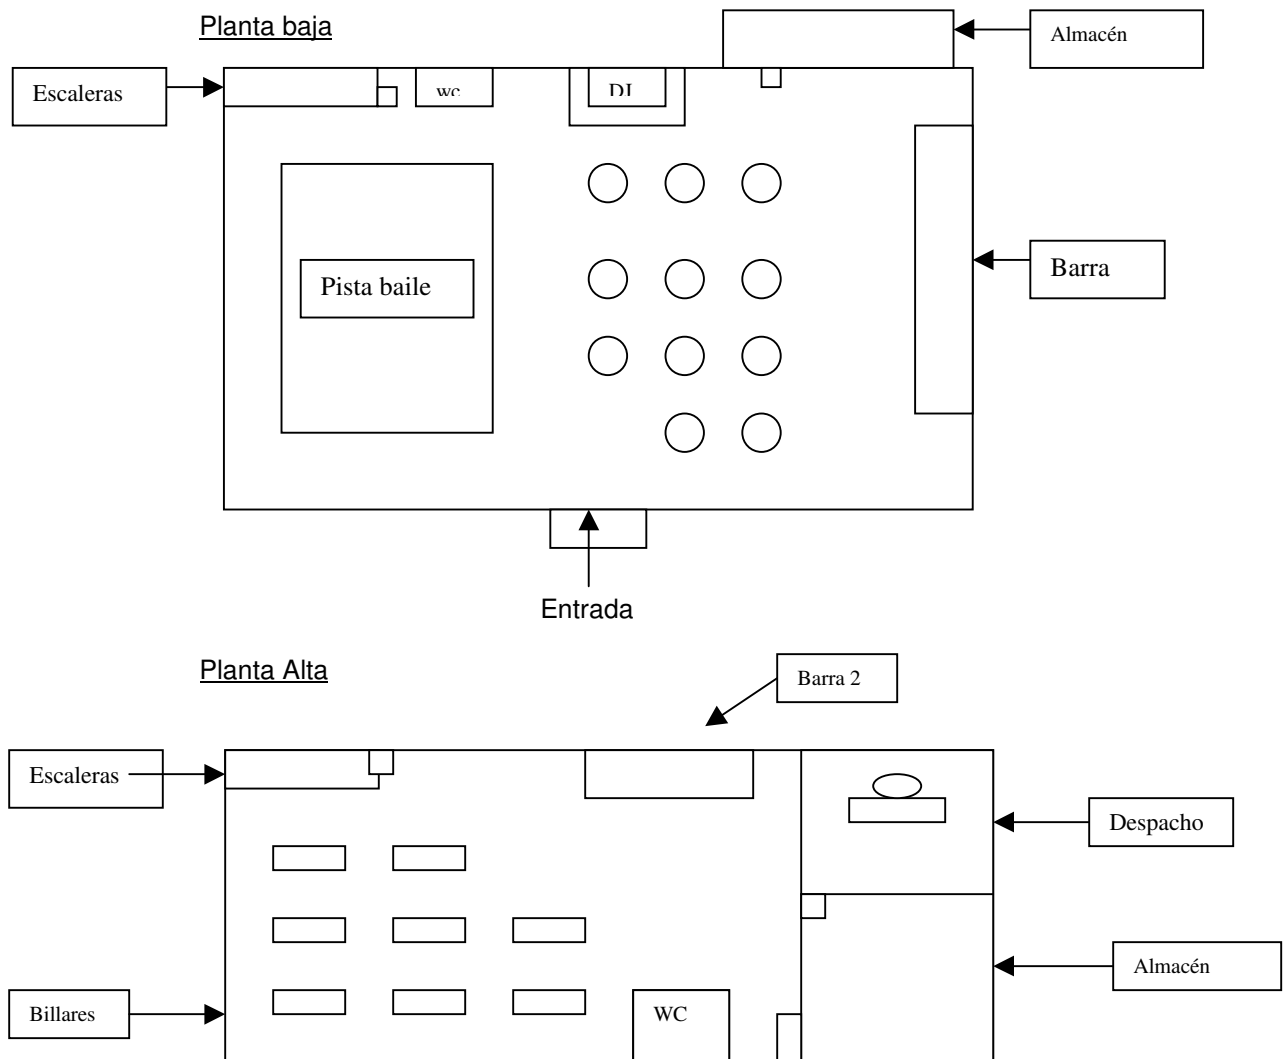 Planta baja
Almacén
Escaleras
wc
DJ
Pista baile
Barra
Entrada
Planta Alta
Barra 2
Escaleras
Despacho
Almacén
Billares
WC